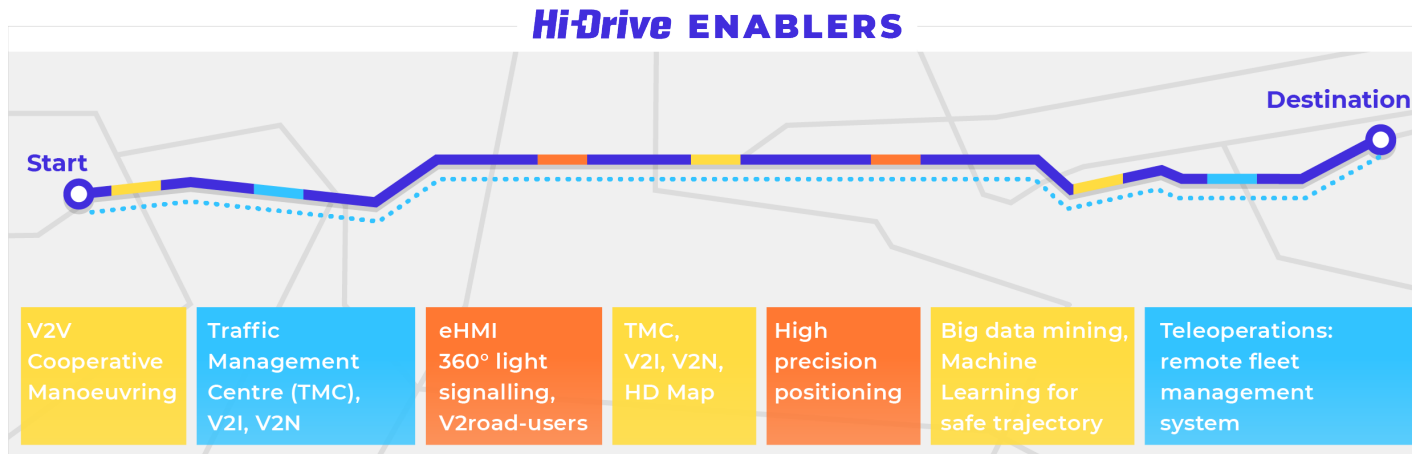 Hi-Drive ENABLERS
Destination
Start
V2V
Cooperative
Manoeuvring
Traffic
Management
Centre (TMC),
V2I, V2N
eHMI
360° light
signalling,
V2road-users
TMC,
V2I, V2N,
HD Map
High
precision
positioning
Big data mining,
Machine
Learning for
safe trajectory
Teleoperations:
remote fleet
management
system